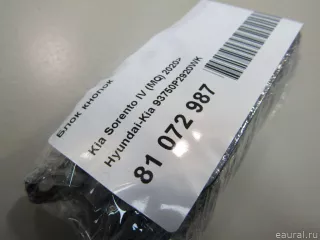 Блок кнопок
Kia Sorento IV (MQ) 2020>
Hyundai-Kia 93750P2920WK
81 072 987
eaural.ru